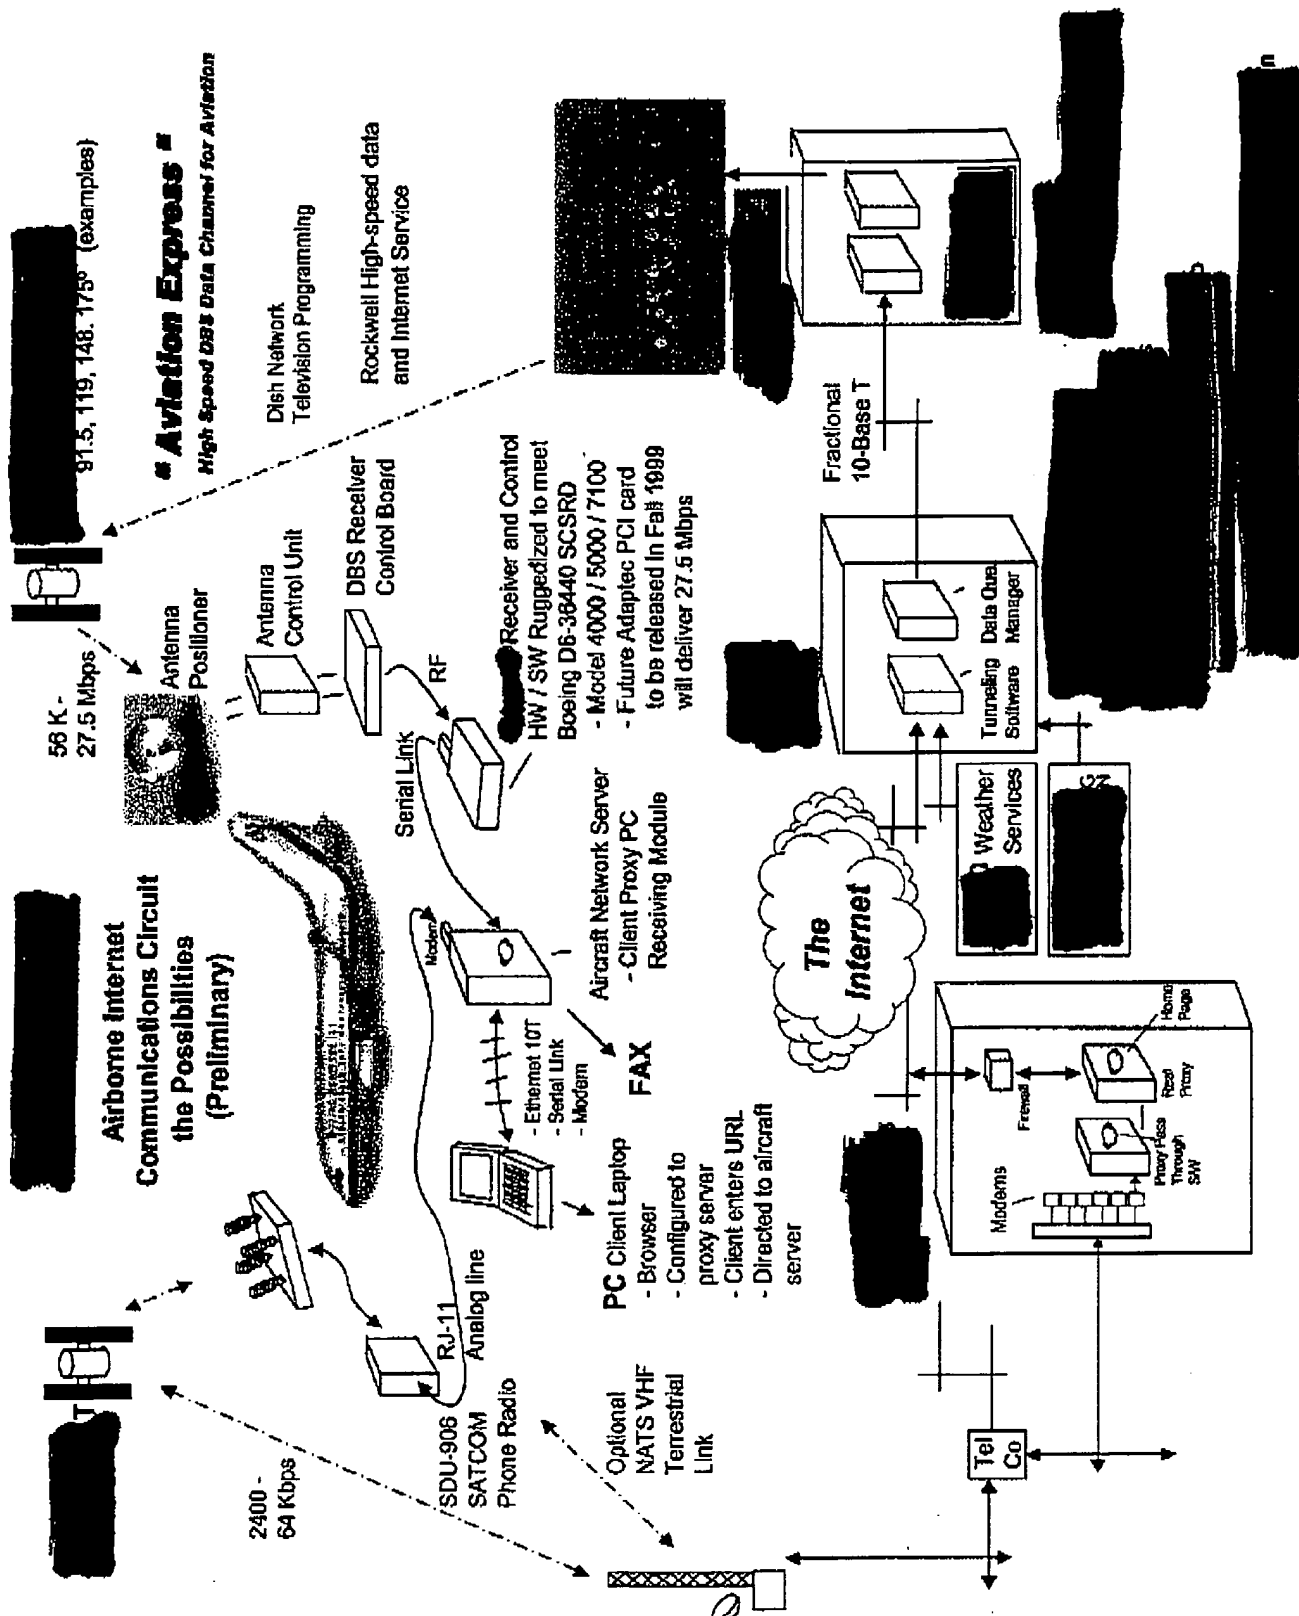 Airborne Internet
Communications Circuit
the Possibilities
(Preliminary)
91.5, 119, 148. 175º (examples)
" Aviation Express "
High Speed DBS Data Channel for Aviation
56 K -
27.5 Mbps
Antenna
Positioner
Antenna
Control Unit
DBS Receiver
Control Board
Dish Network
Television Programming
Rockwell High-speed data
and Internet Service
2400 -
64 Kbps
RF
Serial Link
Receiver and Control
HW / SW Ruggedized to meet
Boeing D6-36440 SCSRD
- Model 4000 / 5000 / 7100
- Future Adaptec PCI card
to be released in Fall 1999
will deliver 27.5 Mbps
Modem
RJ-11
Analog line
SDU-906
SATCOM
Phone Radio
- Ethernet 10T
- Serial Link
- Modem
Aircraft Network Server
- Client Proxy PC
Receiving Module
FAX
PC Client Laptop
- Browser
- Configured to
proxy server
- Client enters URL
- Directed to aircraft
server
Optional
NATS VHF
Terrestrial
Link
The
Internet
Fractional
10-Base T
Tunneling
Software
Data Que.
Manager
Weather
Services
Modems
Firewall
Proxy Pass
Through
S/W
Real
Proxy
Home
Page
Tel
Co